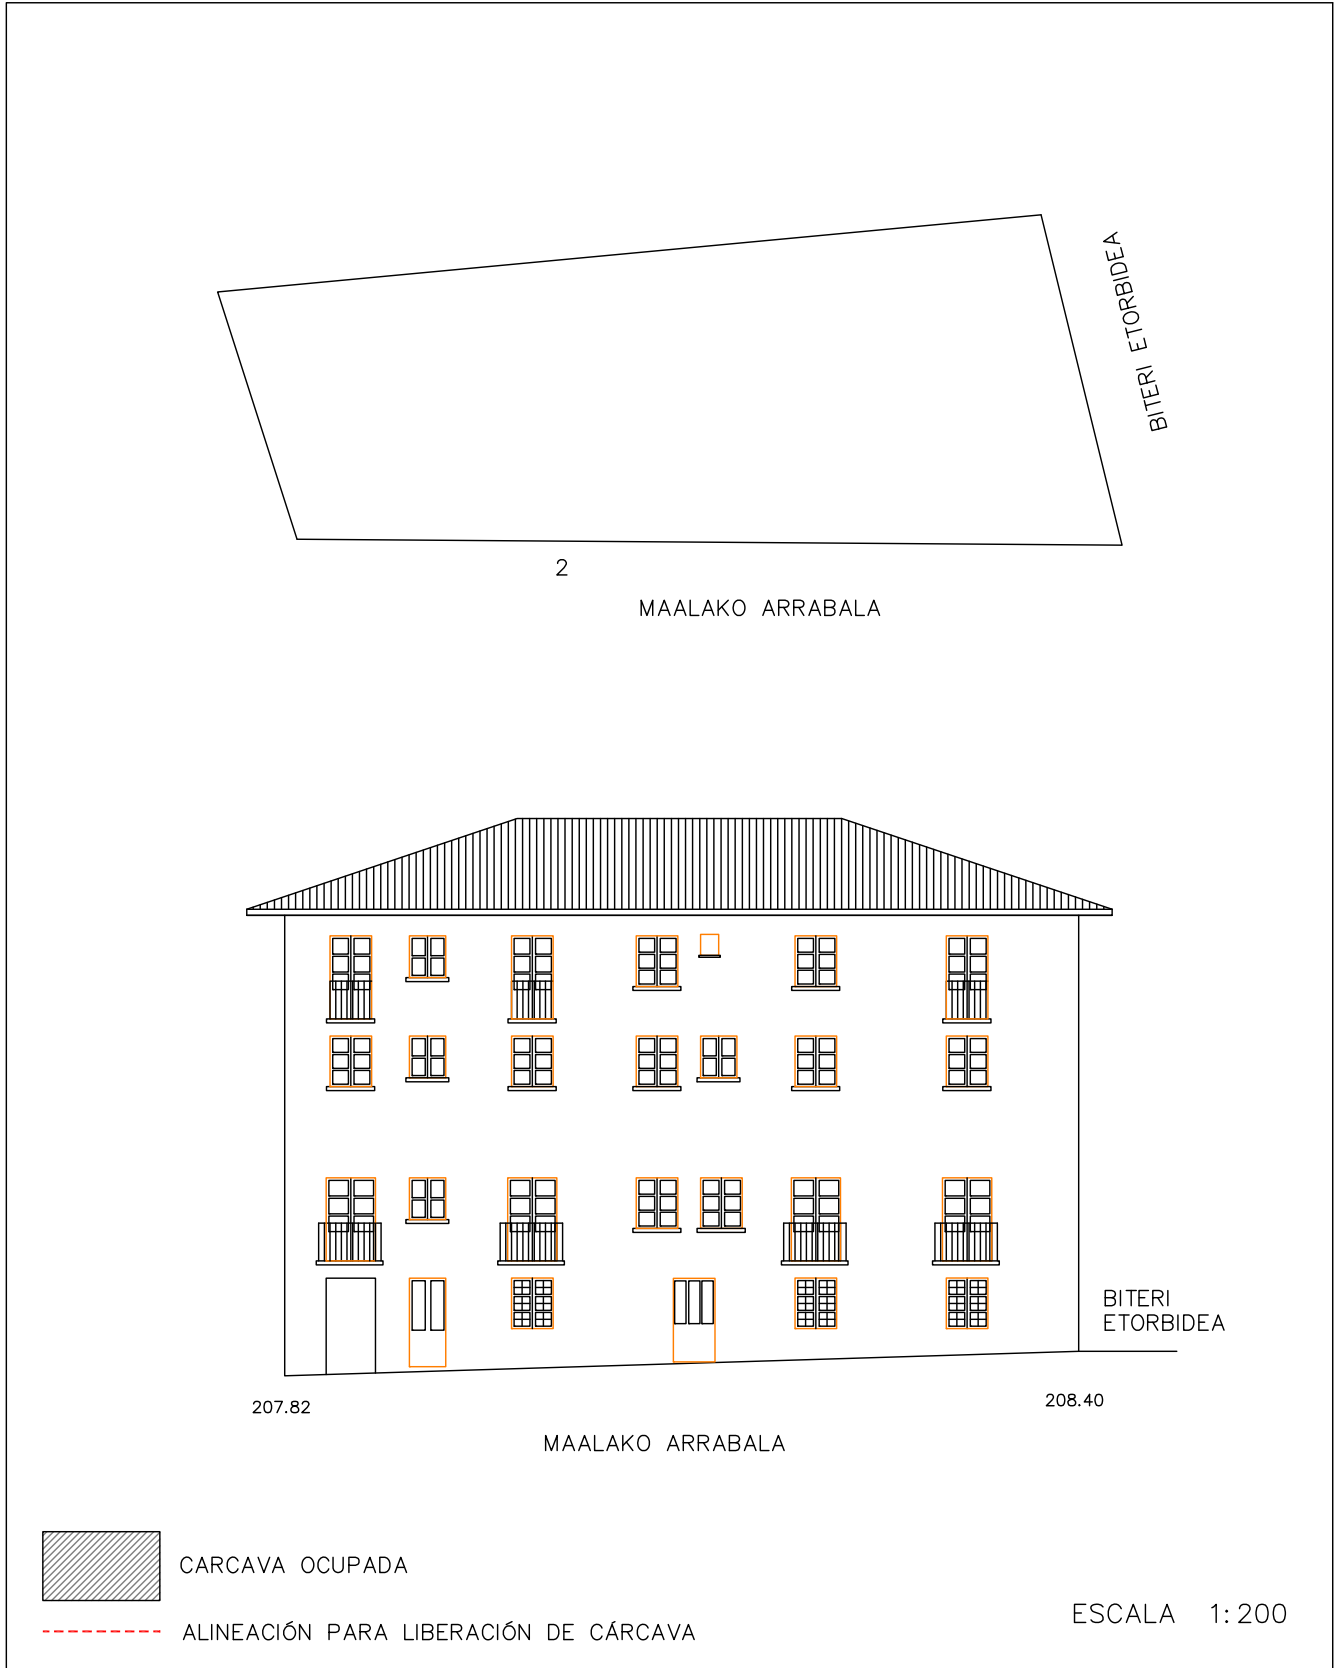 BITERI ETORBIDEA
2
MAALAKO ARRABALA
BITERI
ETORBIDEA
207.82
208.40
MAALAKO ARRABALA
CARCAVA OCUPADA
ALINEACIÓN PARA LIBERACIÓN DE CÁRCAVA
ESCALA 1:200